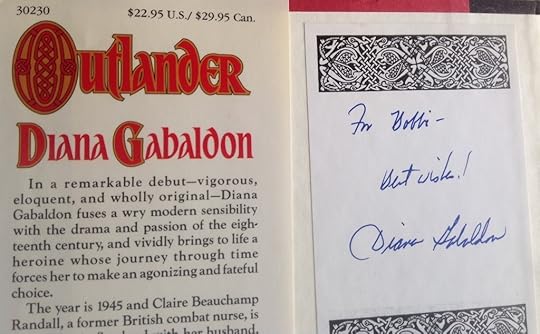 30230 $22.95 U.S./ $29.95 Can.
Outlander
Diana Gabaldon
In a remarkable debut—vigorous,
eloquent, and wholly original—Diana
Gabaldon fuses a wry modern sensibility
with the drama and passion of the eigh-
teenth century, and vividly brings to life a
heroine whose journey through time
forces her to make an agonizing and fateful
choice.
The year is 1945 and Claire Beauchamp
Randall, a former British combat nurse, is
with her husband,
For Bobbi–
best wishes!
Diana Gabaldon